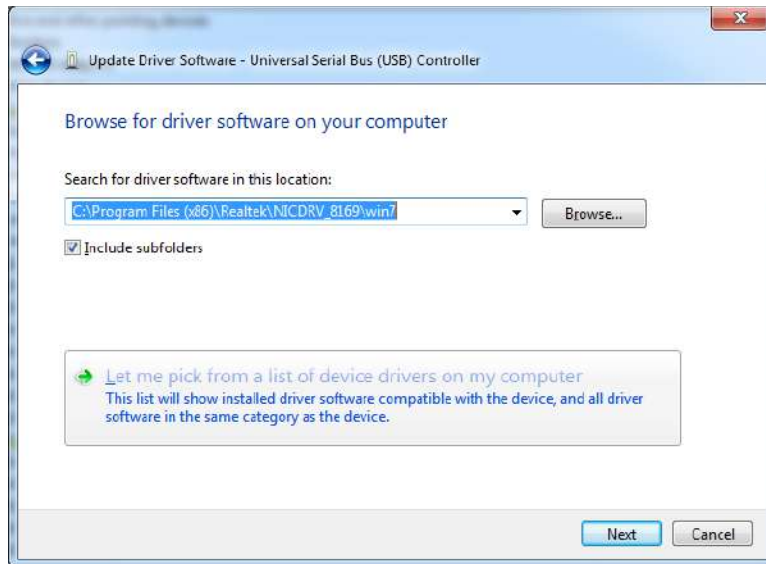 Update Driver Software - Universal Serial Bus (USB) Controller
Browse for driver software on your computer
Search for driver software in this location:
C:\Program Files (x86)\Realtek\NICDRV_8169\win7
Browse...
Include subfolders
Let me pick from a list of device drivers on my computer
This list will show installed driver software compatible with the device, and all driver
software in the same category as the device.
Next
Cancel